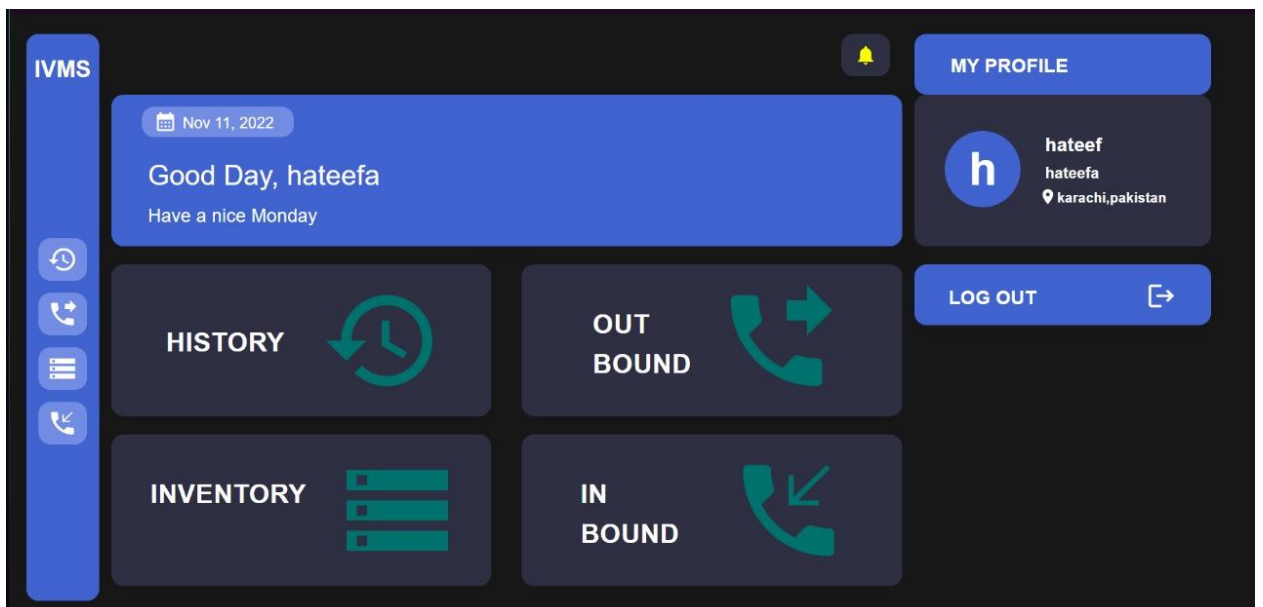 IVMS
Nov 11, 2022
Good Day, hateefa
Have a nice Monday
HISTORY
OUT
BOUND
INVENTORY
IN
BOUND
MY PROFILE
h
hateef
hateefa
karachi,pakistan
LOG OUT